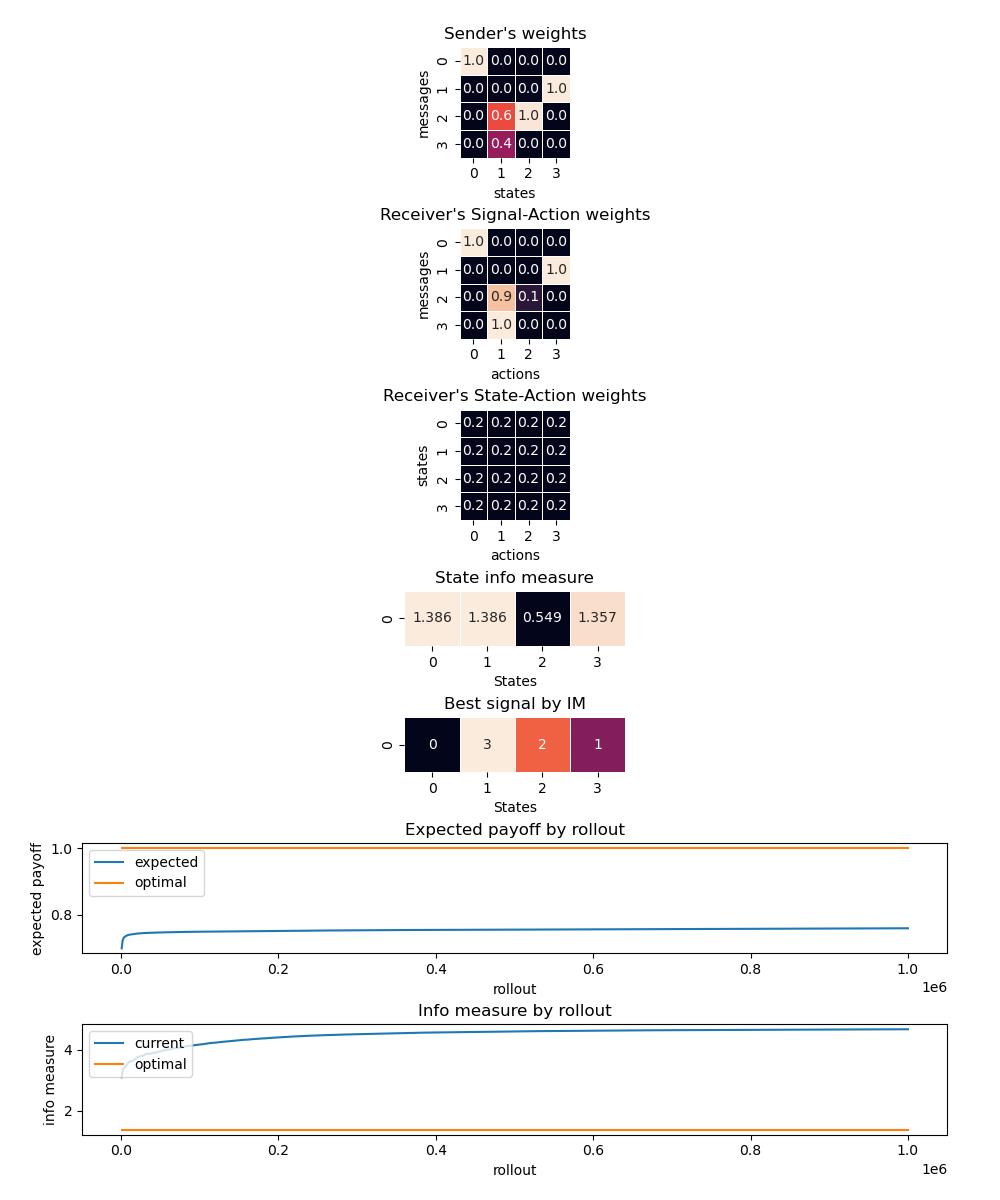 Sender's weights
messages
0 1.0 0.0 0.0 0.0
1 0.0 0.0 0.0 1.0
2 0.0 0.6 1.0 0.0
3 0.0 0.4 0.0 0.0
0 1 2 3
states
Receiver's Signal-Action weights
messages
0 1.0 0.0 0.0 0.0
1 0.0 0.0 0.0 1.0
2 0.0 0.9 0.1 0.0
3 0.0 1.0 0.0 0.0
0 1 2 3
actions
Receiver's State-Action weights
states
0 0.2 0.2 0.2 0.2
1 0.2 0.2 0.2 0.2
2 0.2 0.2 0.2 0.2
3 0.2 0.2 0.2 0.2
0 1 2 3
actions
State info measure
0 1.386 1.386 0.549 1.357
0 1 2 3
States
Best signal by IM
0 0 3 2 1
0 1 2 3
States
Expected payoff by rollout
expected payoff
1.0
0.8
expected
optimal
0.0 0.2 0.4 0.6 0.8 1.0
1e6
rollout
Info measure by rollout
info measure
4
2
current
optimal
0.0 0.2 0.4 0.6 0.8 1.0
1e6
rollout